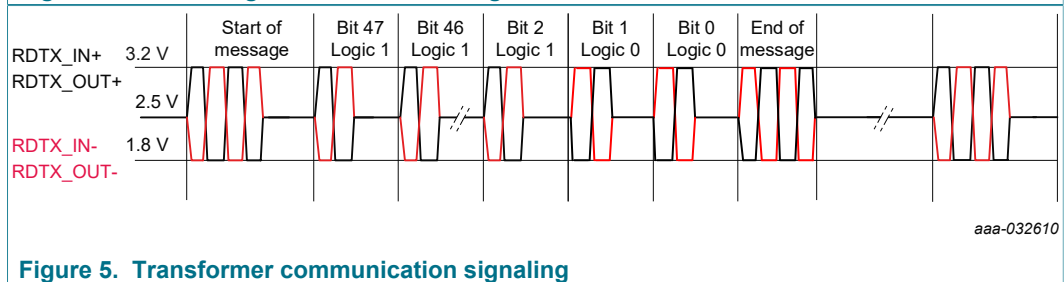 Start of Bit 47 Bit 46 Bit 2 Bit 1 Bit 0 End of
message Logic 1 Logic 1 Logic 1 Logic 0 Logic 0 message
RDTX_IN+ 3.2 V
RDTX_OUT+
2.5 V
RDTX_IN- 1.8 V
RDTX_OUT-
aaa-032610
Figure 5. Transformer communication signaling